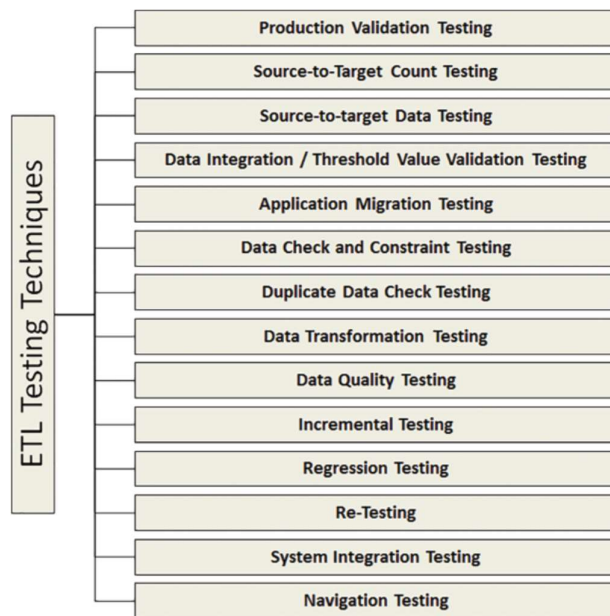 ETL Testing Techniques
Production Validation Testing
Source-to-Target Count Testing
Source-to-target Data Testing
Data Integration / Threshold Value Validation Testing
Application Migration Testing
Data Check and Constraint Testing
Duplicate Data Check Testing
Data Transformation Testing
Data Quality Testing
Incremental Testing
Regression Testing
Re-Testing
System Integration Testing
Navigation Testing